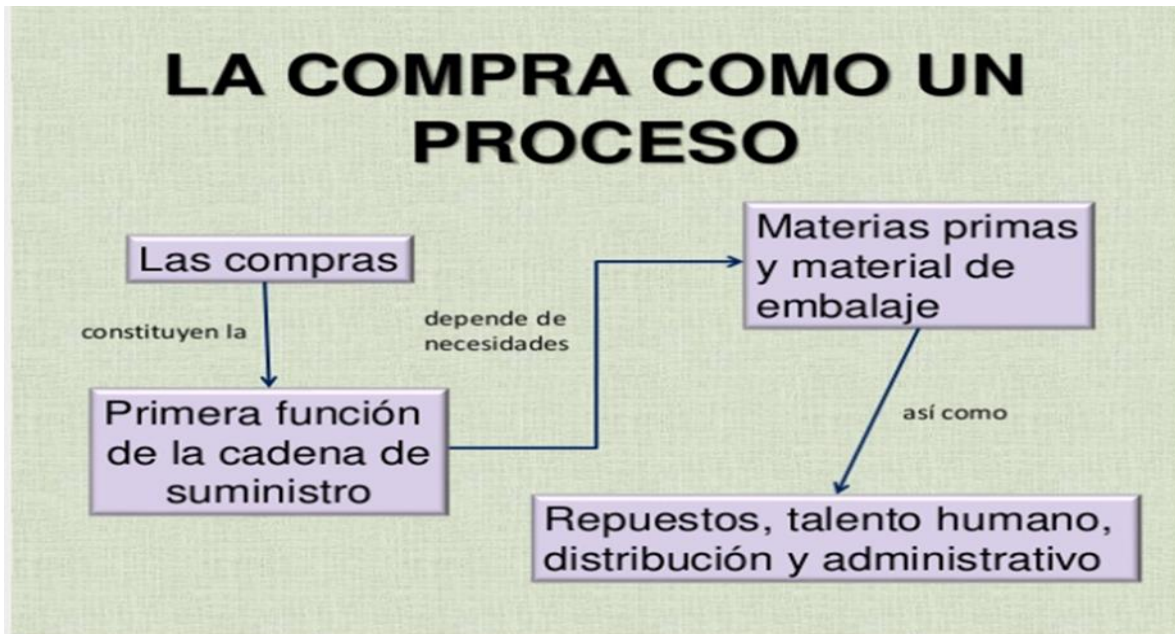 LA COMPRA COMO UN
PROCESO
Las compras
constituyen la
Primera función
de la cadena de
suministro
depende de
necesidades
Materias primas
y material de
embalaje
así como
Repuestos, talento humano,
distribución y administrativo